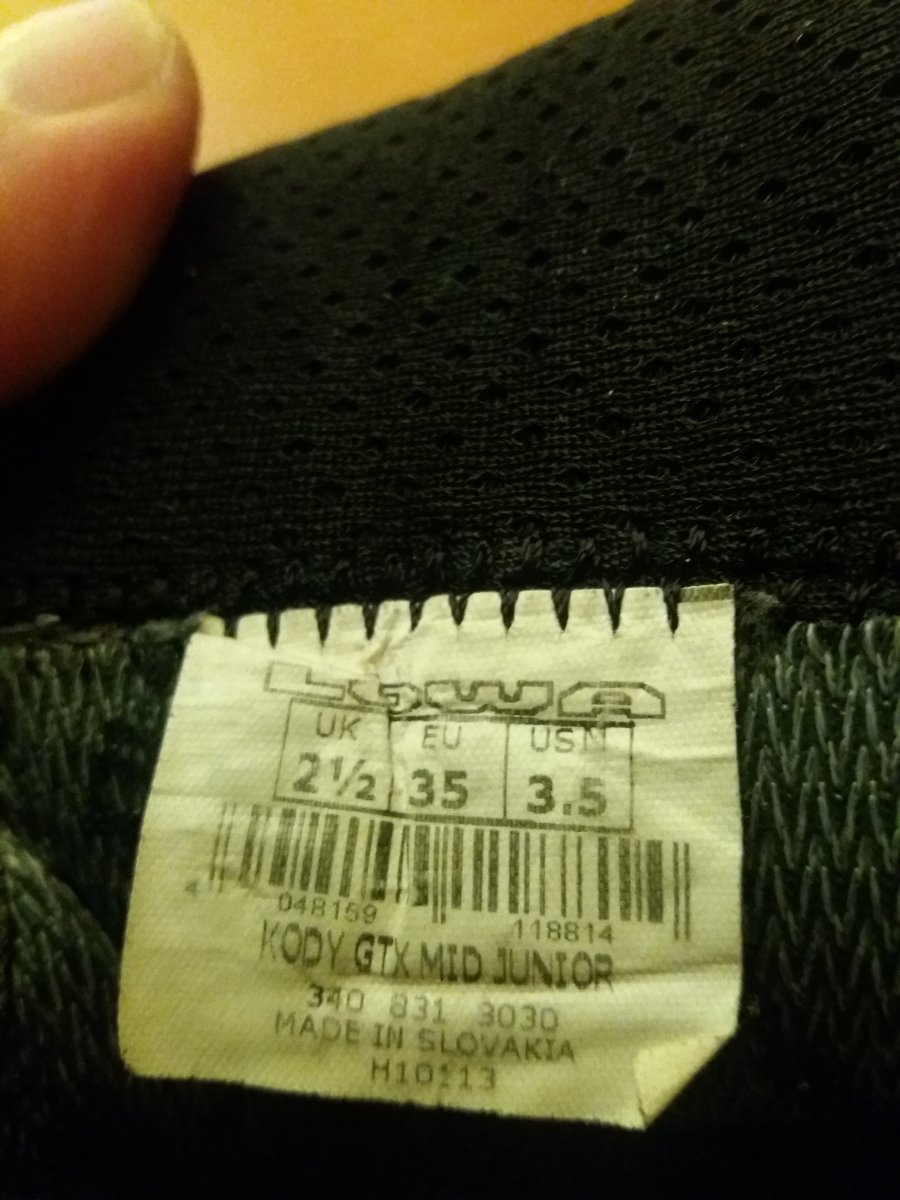 LOWA
UK EU USM
2½ 35 3.5
4 048159 118814
KODY GTX MID JUNIOR
340 831 3030
MADE IN SLOVAKIA
H10113